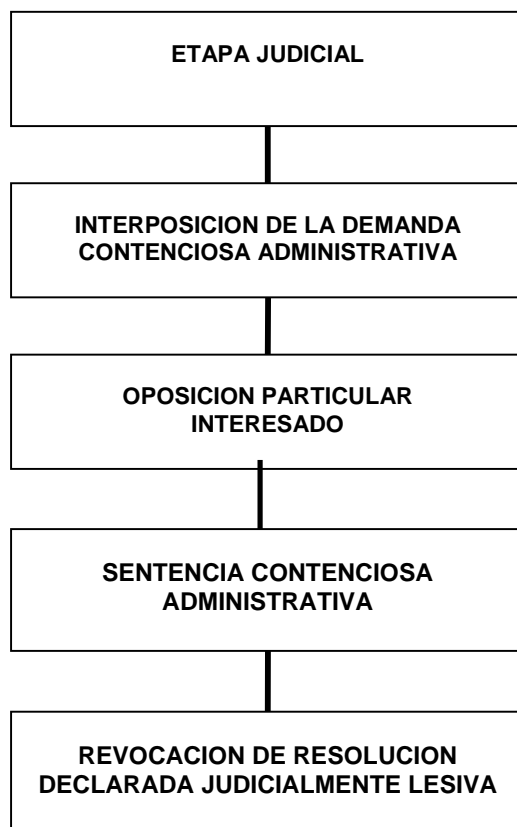 ETAPA JUDICIAL
INTERPOSICION DE LA DEMANDA
CONTENCIOSA ADMINISTRATIVA
OPOSICION PARTICULAR
INTERESADO
SENTENCIA CONTENCIOSA
ADMINISTRATIVA
REVOCACION DE RESOLUCION
DECLARADA JUDICIALMENTE LESIVA